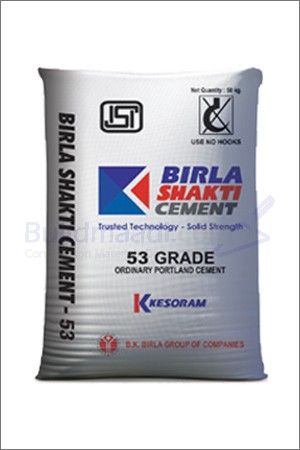 Net Quantity : 50 kg.
USE NO HOOKS
BIRLA SHAKTI CEMENT - 53
BIRLA
SHAKTI
CEMENT
Trusted Technology - Solid Strength
53 GRADE
ORDINARY PORTLAND CEMENT
KESORAM
B.K. BIRLA GROUP OF COMPANIES